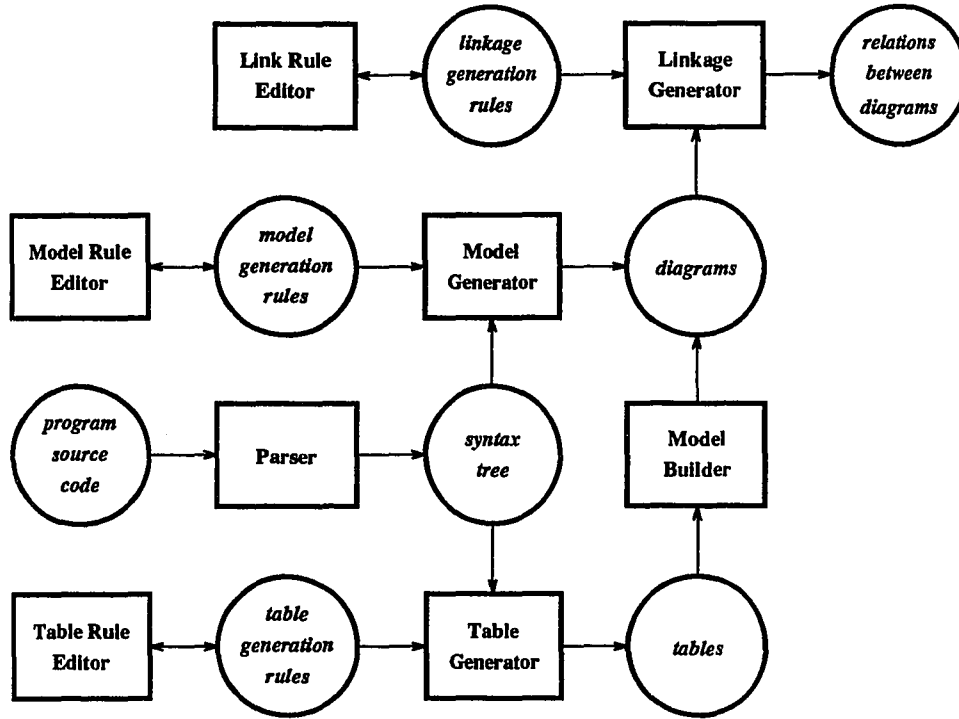 Link Rule
Editor
linkage
generation
rules
Linkage
Generator
relations
between
diagrams
Model Rule
Editor
model
generation
rules
Model
Generator
diagrams
program
source
code
Parser
syntax
tree
Model
Builder
Table Rule
Editor
table
generation
rules
Table
Generator
tables